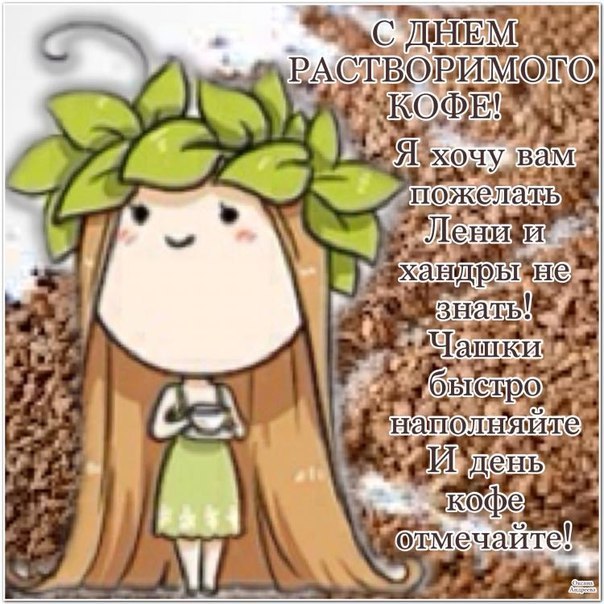 С ДНЕМ
РАСТВОРИМОГО
КОФЕ!
Я хочу вам
пожелать
Лени и
хандры не
знать!
Чашки
быстро
наполняйте
И день
кофе
отмечайте!
Оксана
Андреева